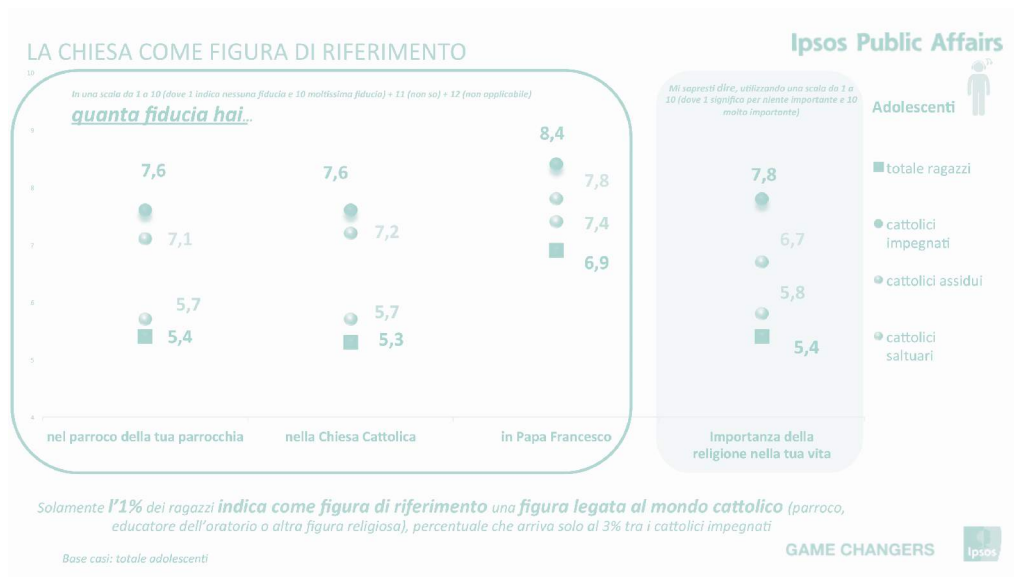 LA CHIESA COME FIGURA DI RIFERIMENTO
Ipsos Public Affairs
10
In una scala da 1 a 10 (dove 1 indica nessuna fiducia e 10 moltissima fiducia) + 11 (non so) + 12 (non applicabile)
quanta fiducia hai...
Mi sapresti dire, utilizzando una scala da 1 a
10 (dove 1 significa per niente importante e 10
molto importante)
Adolescenti
9
8,4
7,6
7,6
7,8
7,8
totale ragazzi
8
7,1
7,2
7,4
6,7
cattolici
impegnati
7
6,9
cattolici assidui
6
5,7
5,7
5,8
5,4
5,3
5,4
cattolici
saltuari
5
4
nel parroco della tua parrocchia
nella Chiesa Cattolica
in Papa Francesco
Importanza della
religione nella tua vita
Solamente l'1% dei ragazzi indica come figura di riferimento una figura legata al mondo cattolico (parroco,
educatore dell'oratorio o altra figura religiosa), percentuale che arriva solo al 3% tra i cattolici impegnati
Base casi: totale adolescenti
GAME CHANGERS
Ipsos